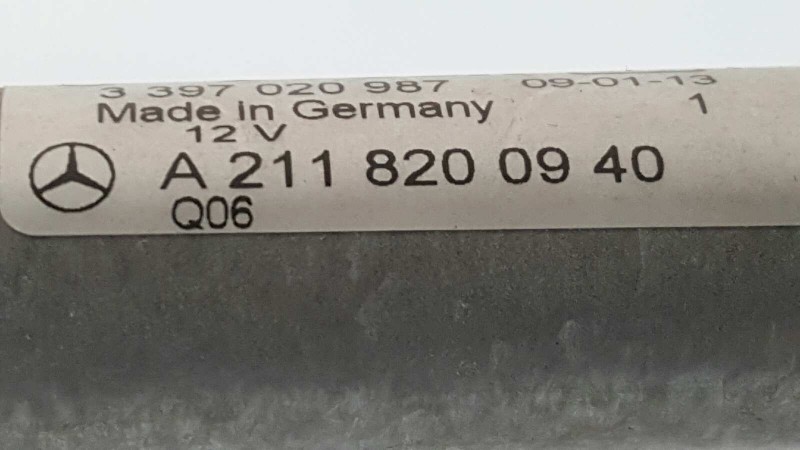 3 397 020 987 09-01-13
Made in Germany 1
12 V
A 211 820 09 40
Q06